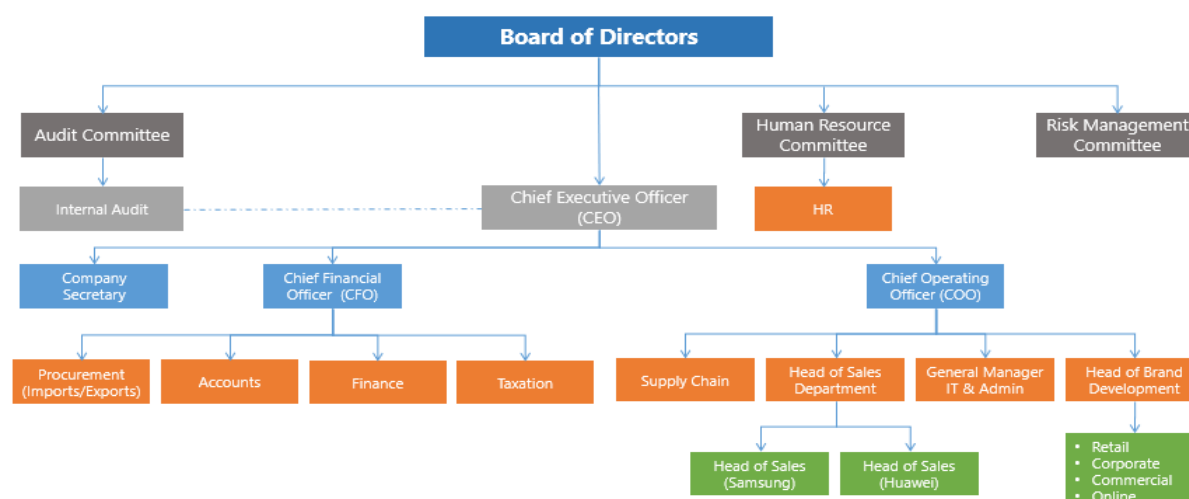 Board of Directors
Audit Committee
Human Resource
Committee
Risk Management
Committee
Internal Audit
Chief Executive Officer
(CEO)
HR
Company
Secretary
Chief Financial
Officer (CFO)
Chief Operating
Officer (COO)
Procurement
(Imports/Exports)
Accounts
Finance
Taxation
Supply Chain
Head of Sales
Department
General Manager
IT & Admin
Head of Brand
Development
Head of Sales
(Samsung)
Head of Sales
(Huawei)
• Retail
• Corporate
• Commercial
• Online